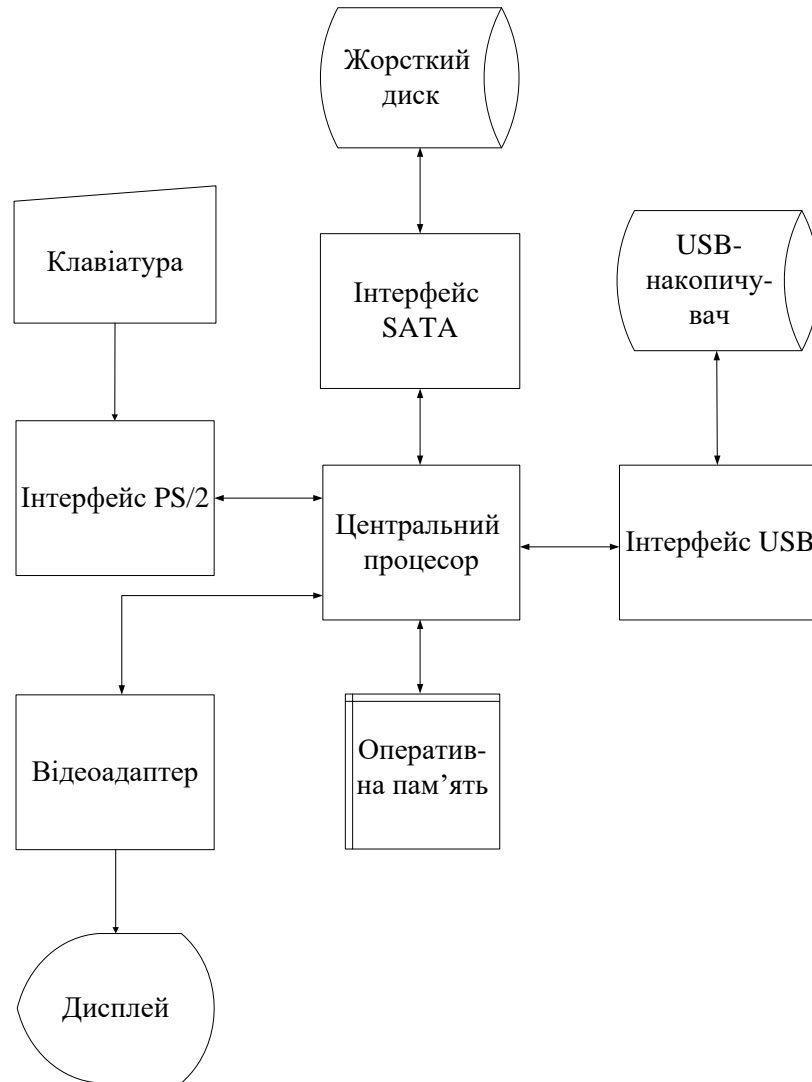 Жорсткий
диск
Клавіатура
USB-
накопичу-
вач
Інтерфейс
SATA
Інтерфейс PS/2
Центральний
процесор
Інтерфейс USB
Відеоадаптер
Оператив-
на пам’ять
Дисплей